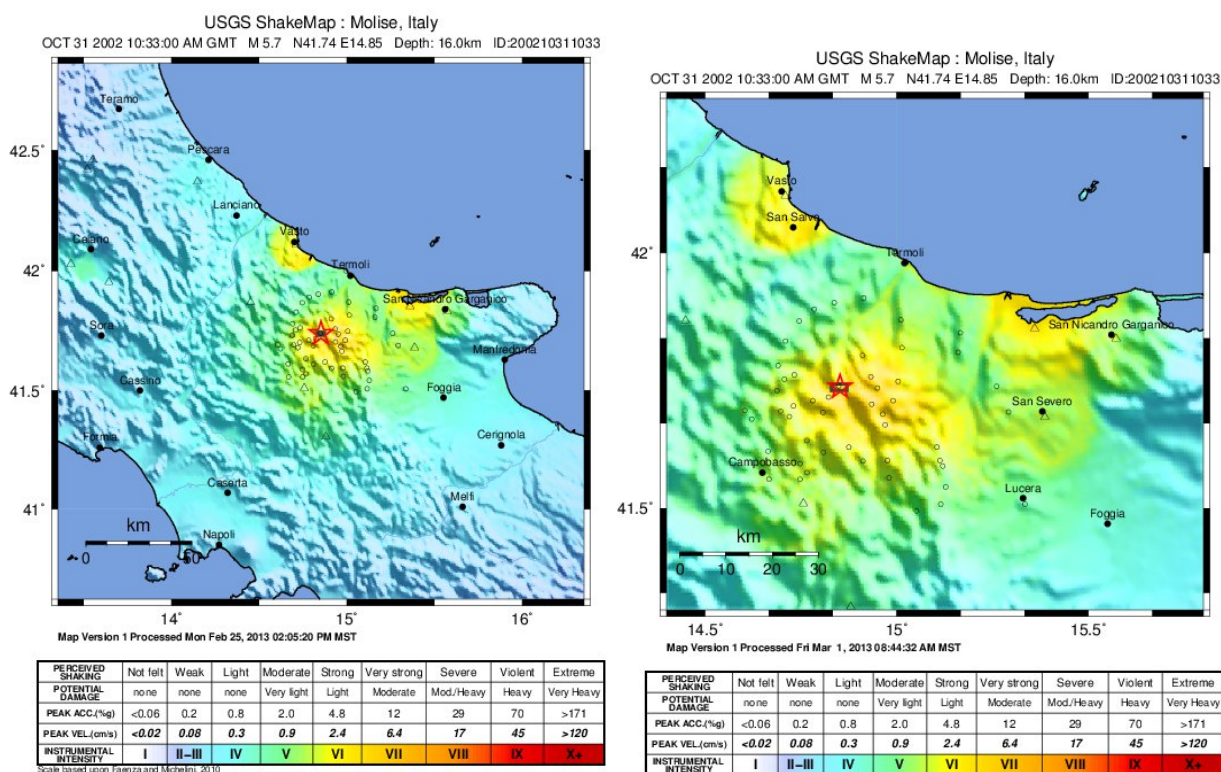 USGS ShakeMap : Molise, Italy
OCT 31 2002 10:33:00 AM GMT M 5.7 N41.74 E14.85 Depth: 16.0km ID:200210311033
Teramo
42.5°
Pescara
Lanciano
Celano
Vasto
42°
Termoli
San Nicandro Garganico
Sora
Manfredonia
Cassino
41.5°
Foggia
Formia
Cerignola
Caserta
41°
Melfi
km
Napoli
0 50
14° 15° 16°
Map Version 1 Processed Mon Feb 25, 2013 02:05:20 PM MST
PERCEIVED SHAKING Not felt Weak Light Moderate Strong Very strong Severe Violent Extreme
POTENTIAL DAMAGE none none none Very light Light Moderate Mod./Heavy Heavy Very Heavy
PEAK ACC.(%g) <0.06 0.2 0.8 2.0 4.8 12 29 70 >171
PEAK VEL.(cm/s) <0.02 0.08 0.3 0.9 2.4 6.4 17 45 >120
INSTRUMENTAL INTENSITY I II–III IV V VI VII VIII IX X+
Scale based upon Faenza and Michelini, 2010
USGS ShakeMap : Molise, Italy
OCT 31 2002 10:33:00 AM GMT M 5.7 N41.74 E14.85 Depth: 16.0km ID:200210311033
Vasto
San Salvo
42°
Termoli
San Nicandro Garganico
San Severo
Campobasso
Lucera
41.5°
Foggia
km
0 10 20 30
14.5° 15° 15.5°
Map Version 1 Processed Fri Mar 1, 2013 08:44:32 AM MST
PERCEIVED SHAKING Not felt Weak Light Moderate Strong Very strong Severe Violent Extreme
POTENTIAL DAMAGE none none none Very light Light Moderate Mod./Heavy Heavy Very Heavy
PEAK ACC.(%g) <0.06 0.2 0.8 2.0 4.8 12 29 70 >171
PEAK VEL.(cm/s) <0.02 0.08 0.3 0.9 2.4 6.4 17 45 >120
INSTRUMENTAL INTENSITY I II–III IV V VI VII VIII IX X+